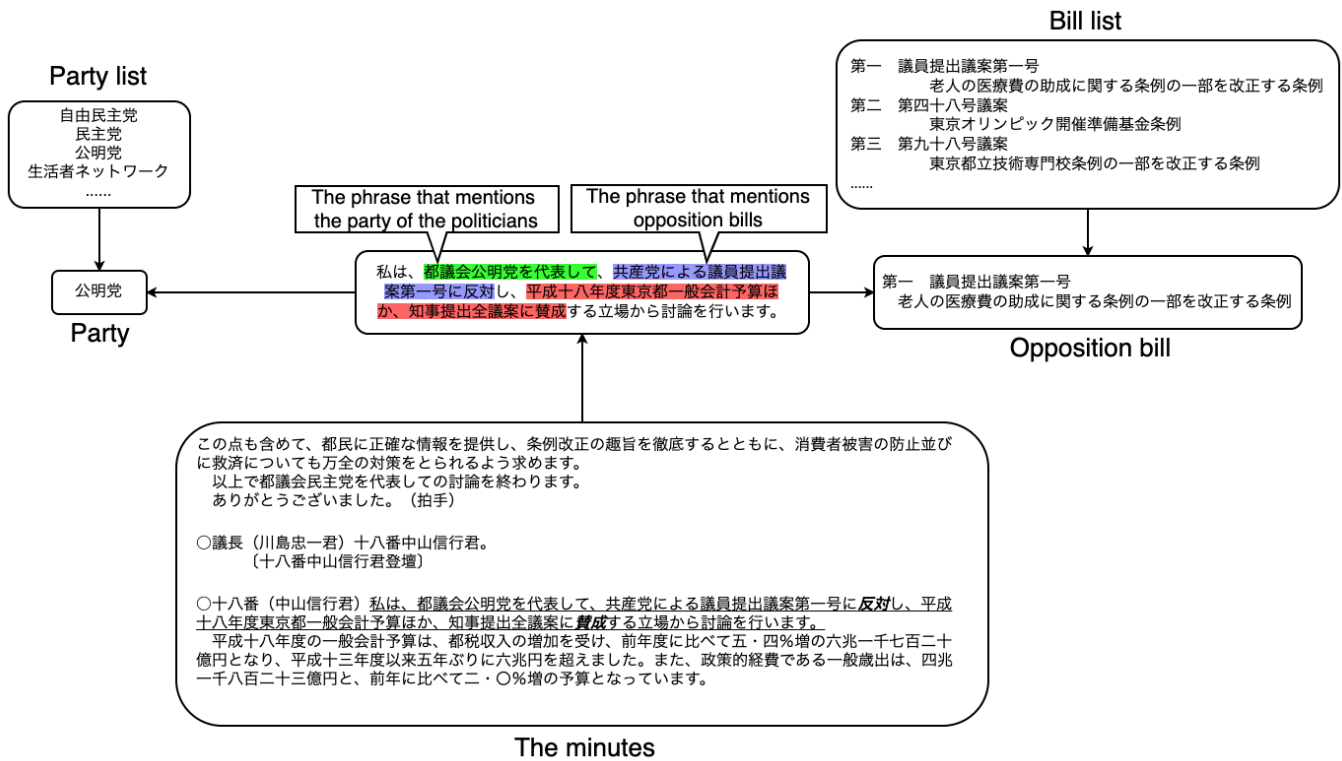 Bill list
第一　議員提出議案第一号
老人の医療費の助成に関する条例の一部を改正する条例
第二　第四十八号議案
東京オリンピック開催準備基金条例
第三　第九十八号議案
東京都立技術専門校条例の一部を改正する条例
......
Party list
自由民主党
民主党
公明党
生活者ネットワーク
......
The phrase that mentions
the party of the politicians
The phrase that mentions
opposition bills
私は、都議会公明党を代表して、共産党による議員提出議
案第一号に反対し、平成十八年度東京都一般会計予算ほ
か、知事提出全議案に賛成する立場から討論を行います。
公明党
Party
第一　議員提出議案第一号
老人の医療費の助成に関する条例の一部を改正する条例
Opposition bill
この点も含めて、都民に正確な情報を提供し、条例改正の趣旨を徹底するとともに、消費者被害の防止並び
に救済についても万全の対策をとられるよう求めます。
以上で都議会民主党を代表しての討論を終わります。
ありがとうございました。（拍手）
○議長（川島忠一君）十八番中山信行君。
〔十八番中山信行君登壇〕
○十八番（中山信行君）私は、都議会公明党を代表して、共産党による議員提出議案第一号に反対し、平成
十八年度東京都一般会計予算ほか、知事提出全議案に賛成する立場から討論を行います。
平成十八年度の一般会計予算は、都税収入の増加を受け、前年度に比べて五・四％増の六兆一千七百二十
億円となり、平成十三年度以来五年ぶりに六兆円を超えました。また、政策的経費である一般歳出は、四兆
一千八百二十三億円と、前年に比べて二・〇％増の予算となっています。
The minutes